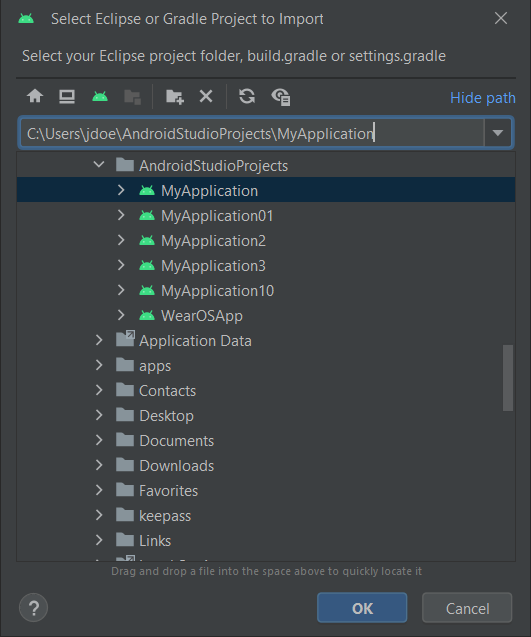 Select Eclipse or Gradle Project to Import
Select your Eclipse project folder, build.gradle or settings.gradle
Hide path
C:\Users\jdoe\AndroidStudioProjects\MyApplication
AndroidStudioProjects
MyApplication
MyApplication01
MyApplication2
MyApplication3
MyApplication10
WearOSApp
Application Data
apps
Contacts
Desktop
Documents
Downloads
Favorites
keepass
Links
Drag and drop a file into the space above to quickly locate it
?
OK
Cancel